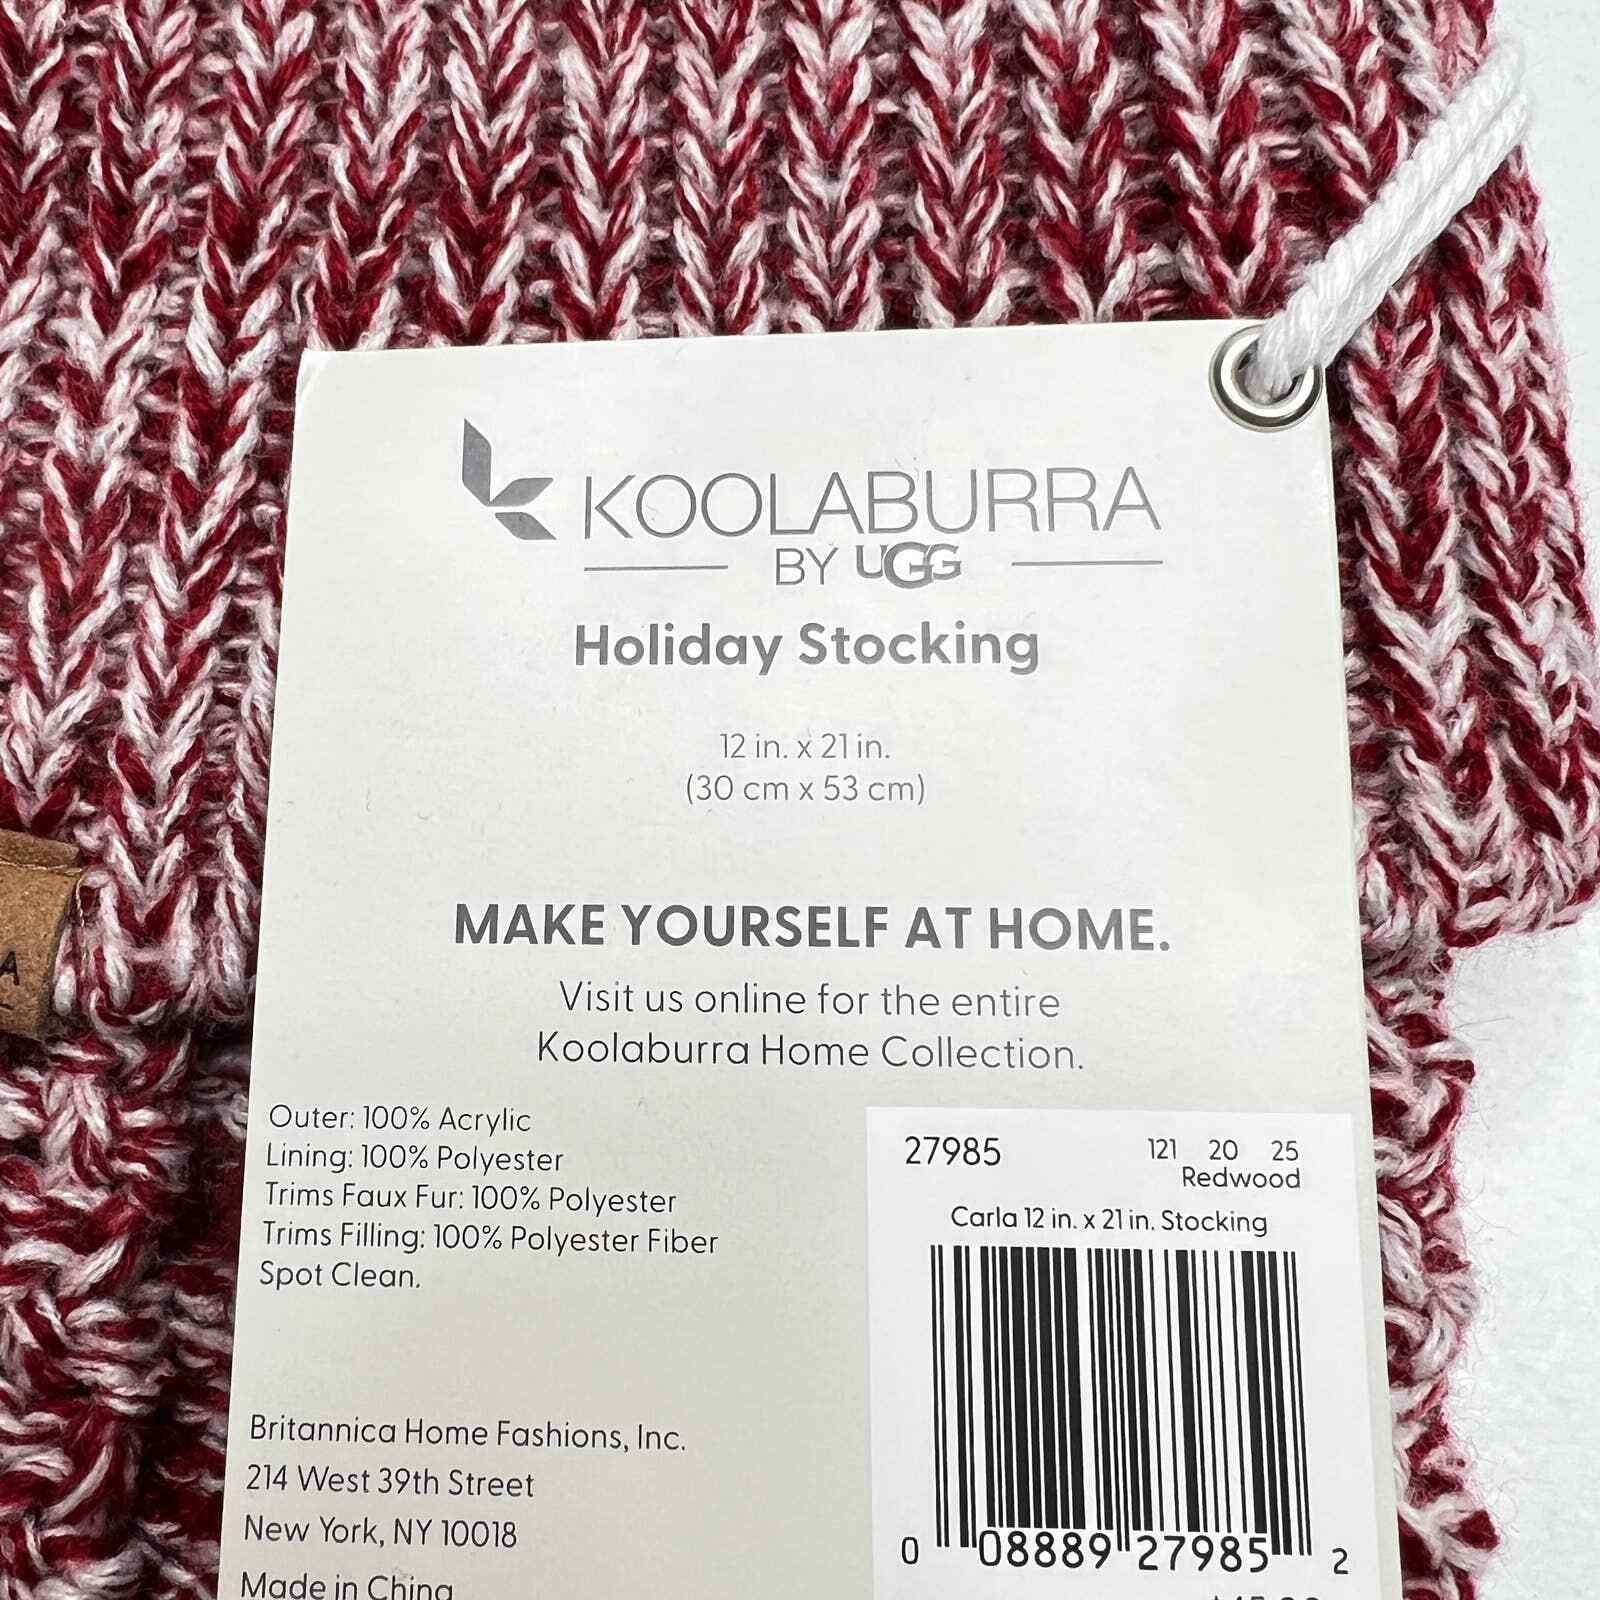 KOOLABURRA
BY UGG
Holiday Stocking
12 in. x 21 in.
(30 cm x 53 cm)
MAKE YOURSELF AT HOME.
Visit us online for the entire
Koolaburra Home Collection.
Outer: 100% Acrylic
Lining: 100% Polyester
Trims Faux Fur: 100% Polyester
Trims Filling: 100% Polyester Fiber
Spot Clean.
Britannica Home Fashions, Inc.
214 West 39th Street
New York, NY 10018
Made in China
27985 121 20 25
Redwood
Carla 12 in. x 21 in. Stocking
0 08889 27985 2
A